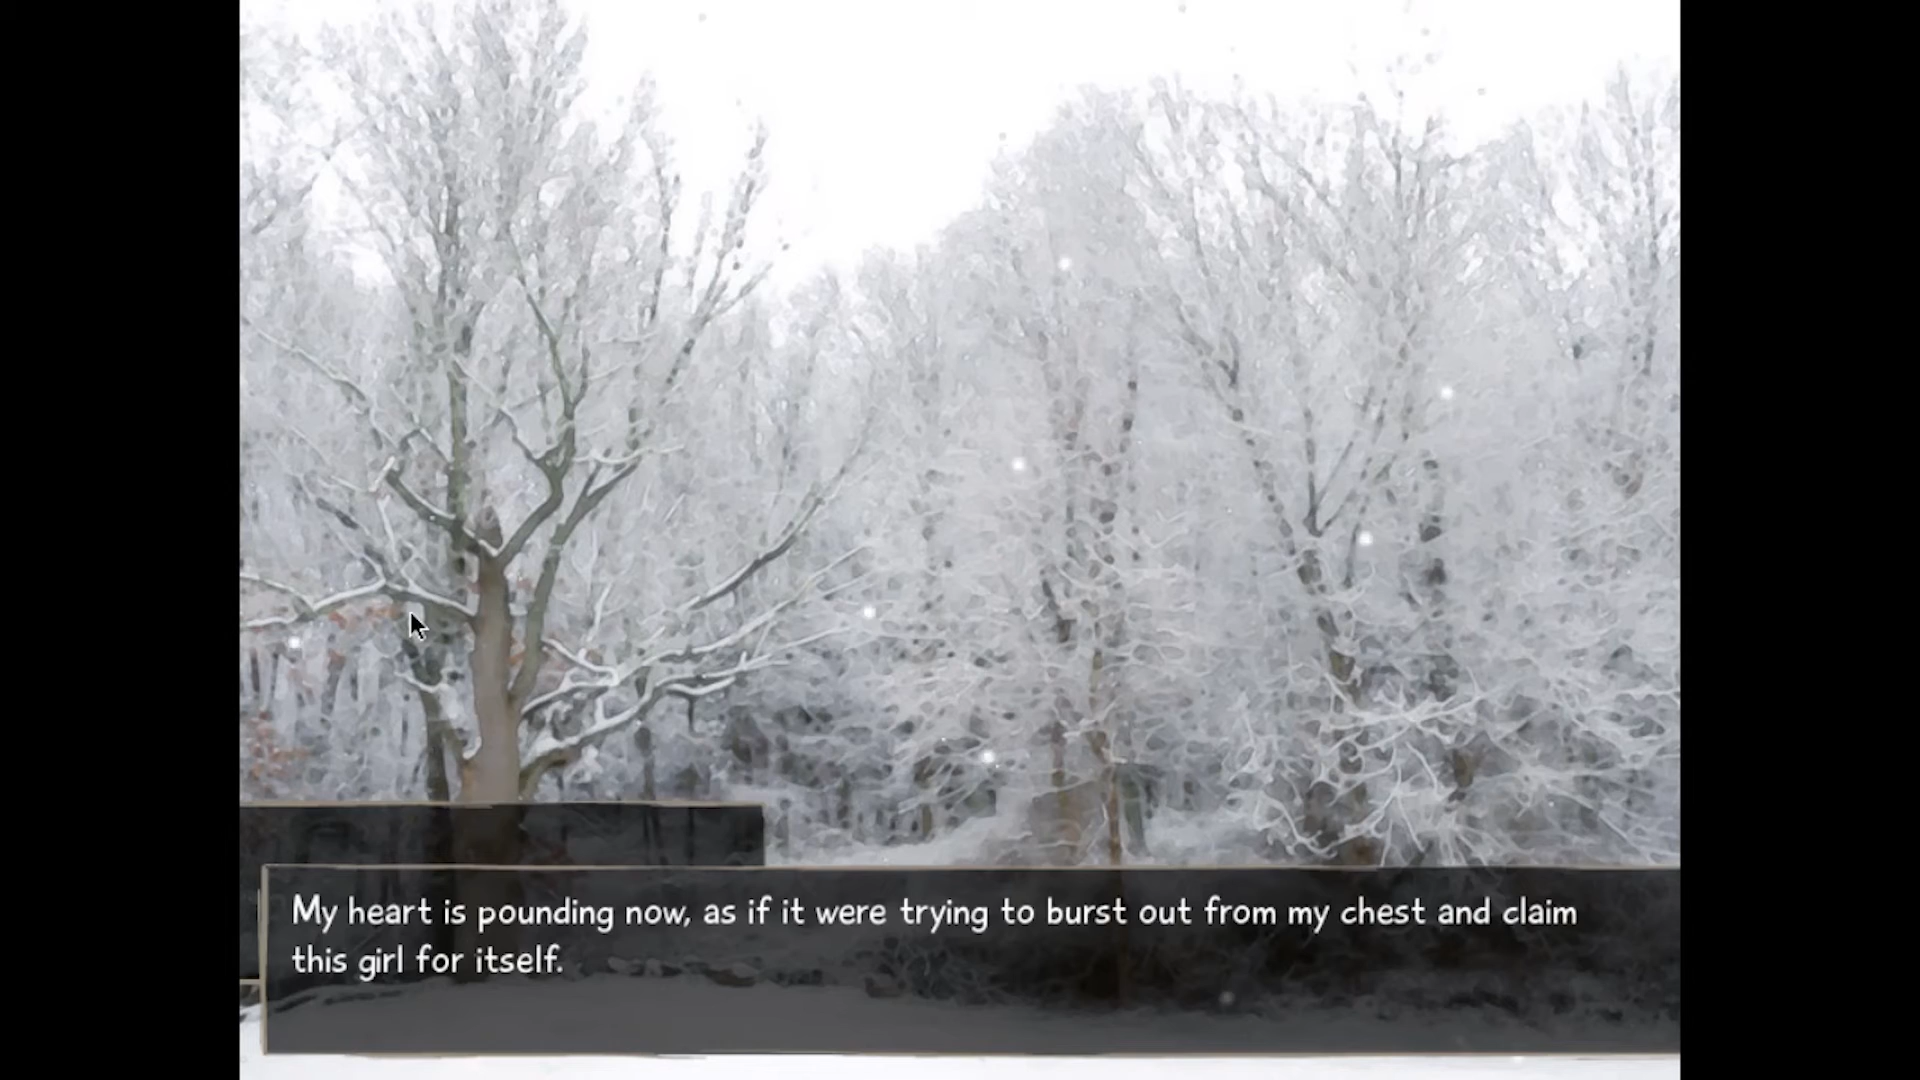 My heart is pounding now, as if it were trying to burst out from my chest and claim
this girl for itself.